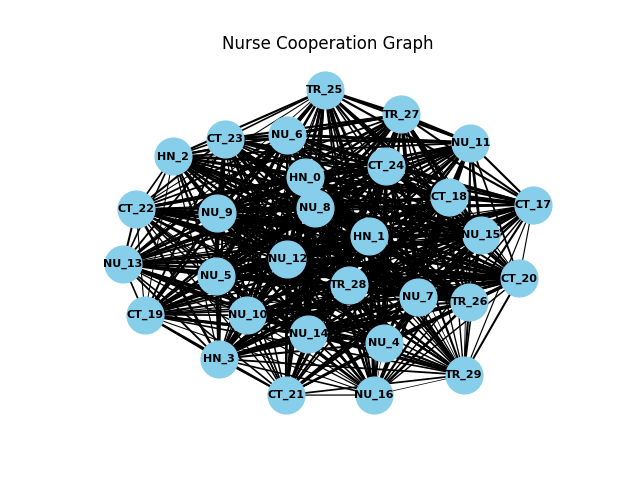 Nurse Cooperation Graph
TR_25
TR_27
NU_6
CT_23
NU_11
HN_2
CT_24
HN_0
CT_18
CT_17
NU_8
CT_22
NU_9
NU_15
HN_1
NU_12
NU_13
NU_5
CT_20
TR_28
NU_7
TR_26
CT_19
NU_10
NU_14
NU_4
HN_3
TR_29
CT_21
NU_16